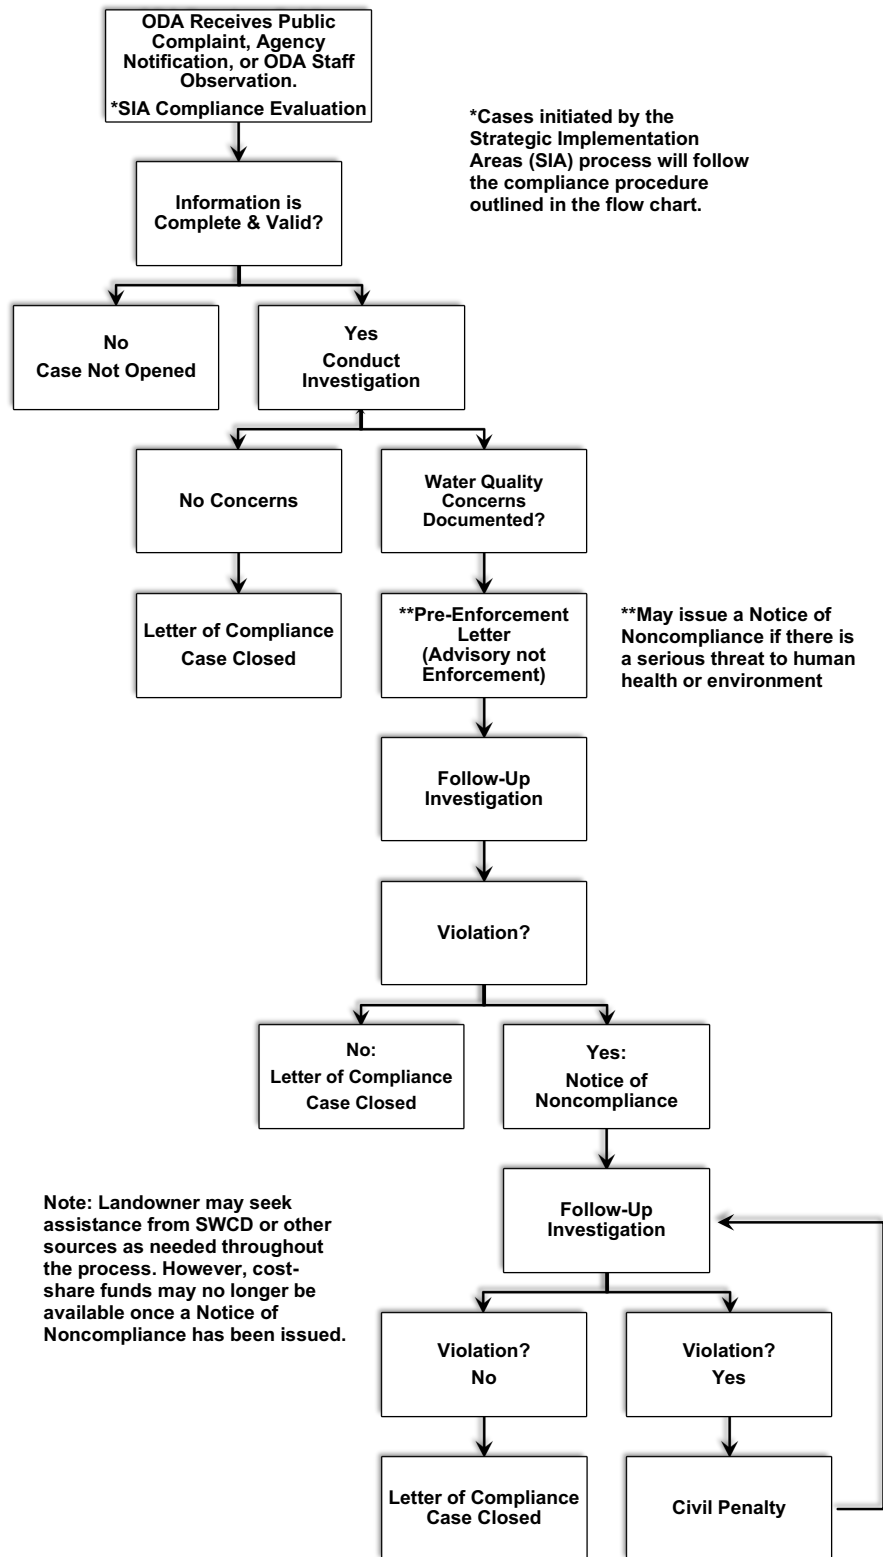 ODA Receives Public
Complaint, Agency
Notification, or ODA Staff
Observation.
*SIA Compliance Evaluation
*Cases initiated by the
Strategic Implementation
Areas (SIA) process will follow
the compliance procedure
outlined in the flow chart.
Information is
Complete & Valid?
No
Case Not Opened
Yes
Conduct
Investigation
No Concerns
Water Quality
Concerns
Documented?
Letter of Compliance
Case Closed
**Pre-Enforcement
Letter
(Advisory not
Enforcement)
**May issue a Notice of
Noncompliance if there is
a serious threat to human
health or environment
Follow-Up
Investigation
Violation?
No:
Letter of Compliance
Case Closed
Yes:
Notice of
Noncompliance
Note: Landowner may seek
assistance from SWCD or other
sources as needed throughout
the process. However, cost-
share funds may no longer be
available once a Notice of
Noncompliance has been issued.
Follow-Up
Investigation
Violation?
No
Violation?
Yes
Letter of Compliance
Case Closed
Civil Penalty